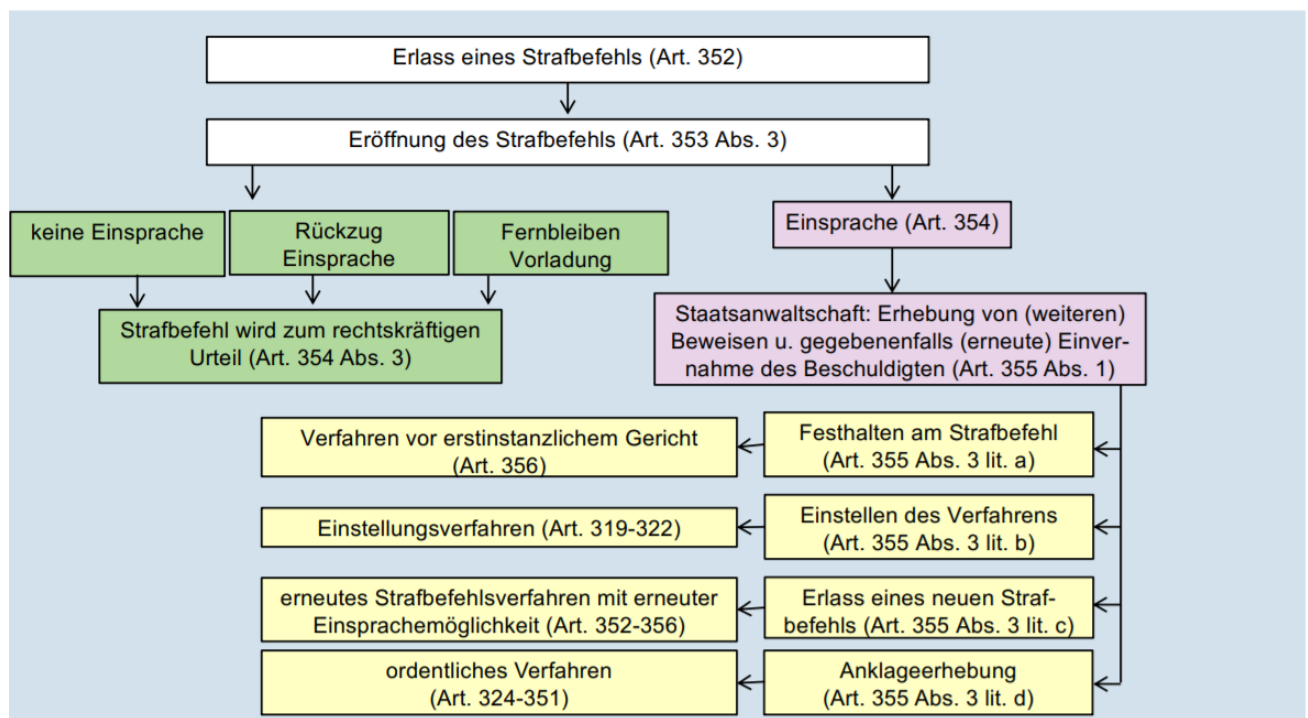 Erlass eines Strafbefehls (Art. 352)
Eröffnung des Strafbefehls (Art. 353 Abs. 3)
keine Einsprache
Rückzug
Einsprache
Fernbleiben
Vorladung
Einsprache (Art. 354)
Strafbefehl wird zum rechtskräftigen
Urteil (Art. 354 Abs. 3)
Staatsanwaltschaft: Erhebung von (weiteren)
Beweisen u. gegebenenfalls (erneute) Einver-
nahme des Beschuldigten (Art. 355 Abs. 1)
Verfahren vor erstinstanzlichem Gericht
(Art. 356)
Festhalten am Strafbefehl
(Art. 355 Abs. 3 lit. a)
Einstellungsverfahren (Art. 319-322)
Einstellen des Verfahrens
(Art. 355 Abs. 3 lit. b)
erneutes Strafbefehlsverfahren mit erneuter
Einsprachemöglichkeit (Art. 352-356)
Erlass eines neuen Straf-
befehls (Art. 355 Abs. 3 lit. c)
ordentliches Verfahren
(Art. 324-351)
Anklageerhebung
(Art. 355 Abs. 3 lit. d)